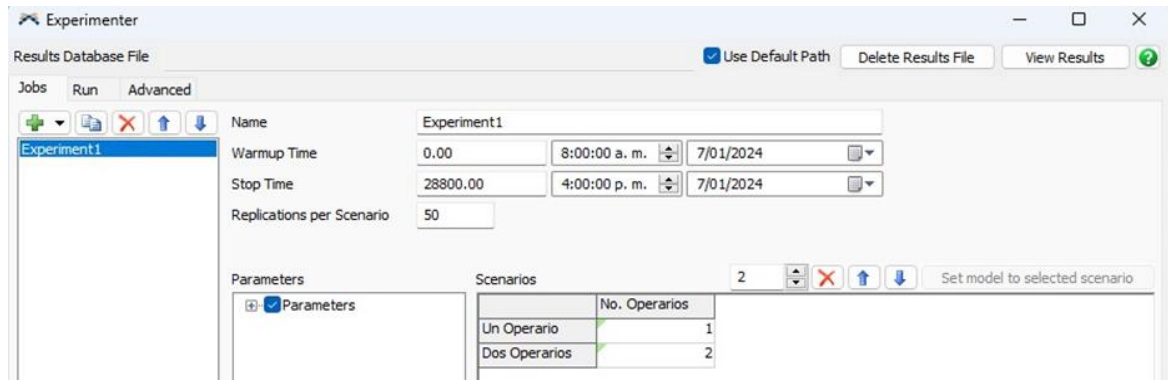 Experimenter
Results Database File Use Default Path Delete Results File View Results ?
Jobs Run Advanced
Name Experiment1
Experiment1 Warmup Time 0.00 8:00:00 a. m. 7/01/2024
Stop Time 28800.00 4:00:00 p. m. 7/01/2024
Replications per Scenario 50
Parameters Scenarios 2 Set model to selected scenario
Parameters No. Operarios
Un Operario 1
Dos Operarios 2